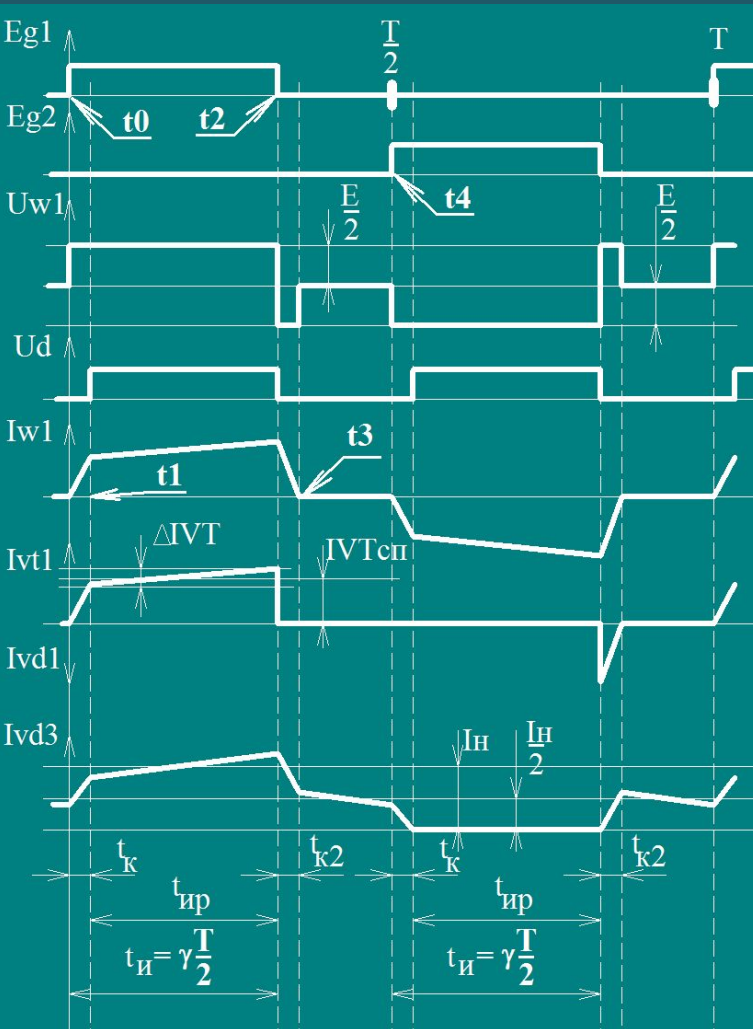 Eg1
T/2
T
Eg2
t0
t2
Uw1
t4
E/2
E/2
Ud
Iw1
t3
t1
△IVT
IVTсп
Ivt1
Ivd1
Ivd3
Iн
Iн/2
tк
tк2
tк
tк2
tир
tир
tи= γT/2
tи= γT/2